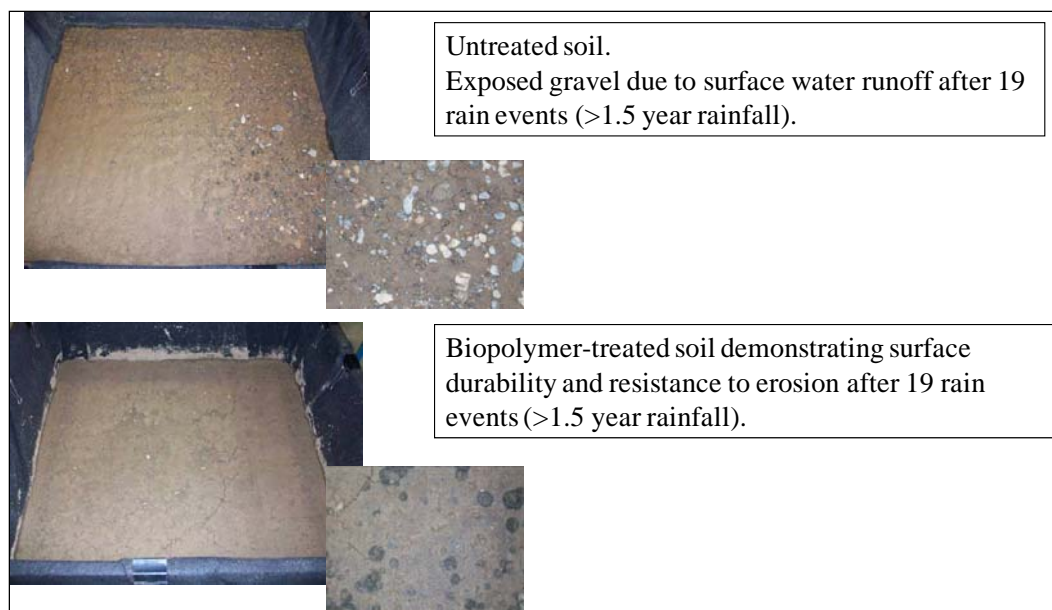 Untreated soil.
Exposed gravel due to surface water runoff after 19
rain events (>1.5 year rainfall).
Biopolymer-treated soil demonstrating surface
durability and resistance to erosion after 19 rain
events (>1.5 year rainfall).